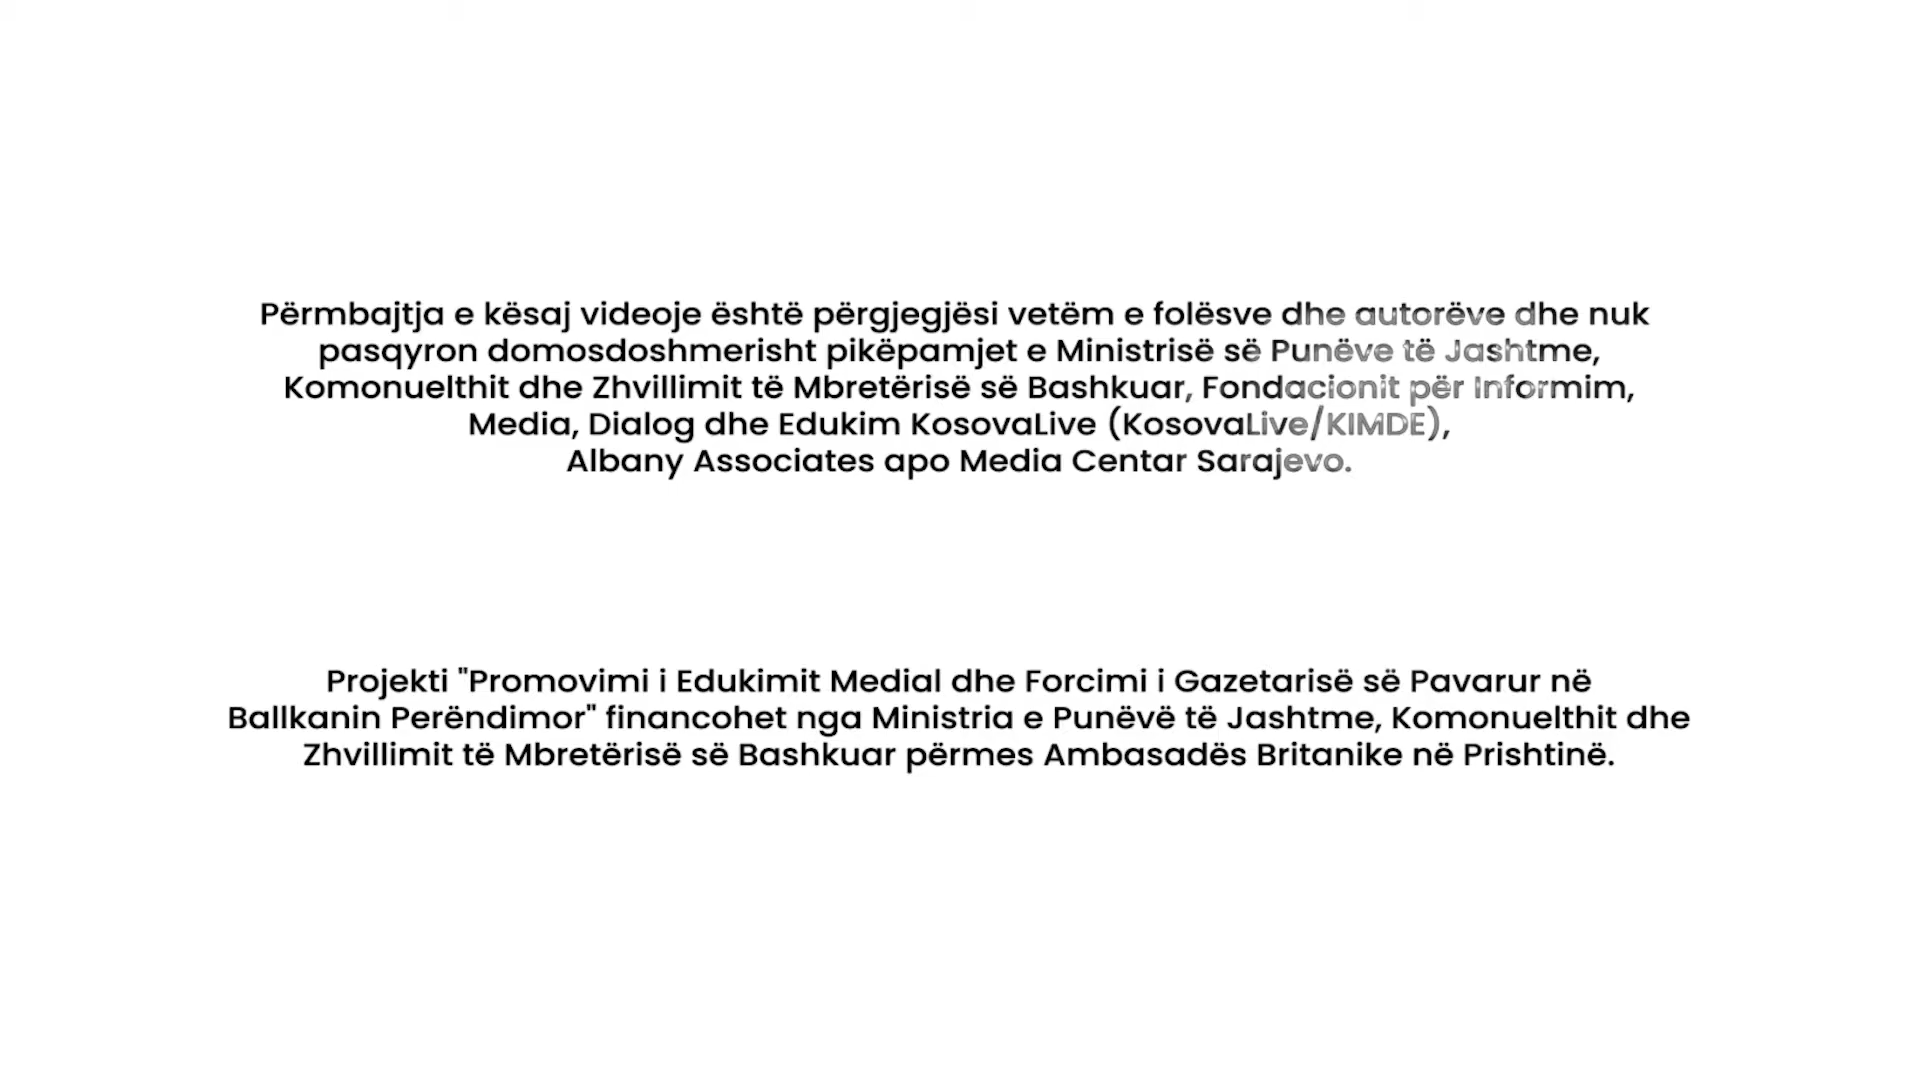 Përmbajtja e kësaj videoje është përgjegjësi vetëm e folësve dhe autorëve dhe nuk
pasqyron domosdoshmerisht pikëpamjet e Ministrisë së Punëve të Jashtme,
Komonuelthit dhe Zhvillimit të Mbretërisë së Bashkuar, Fondacionit për Informim,
Media, Dialog dhe Edukim KosovaLive (KosovaLive/KIMDE),
Albany Associates apo Media Centar Sarajevo.
Projekti "Promovimi i Edukimit Medial dhe Forcimi i Gazetarisë së Pavarur në
Ballkanin Perëndimor" financohet nga Ministria e Punëvë të Jashtme, Komonuelthit dhe
Zhvillimit të Mbretërisë së Bashkuar përmes Ambasadës Britanike në Prishtinë.